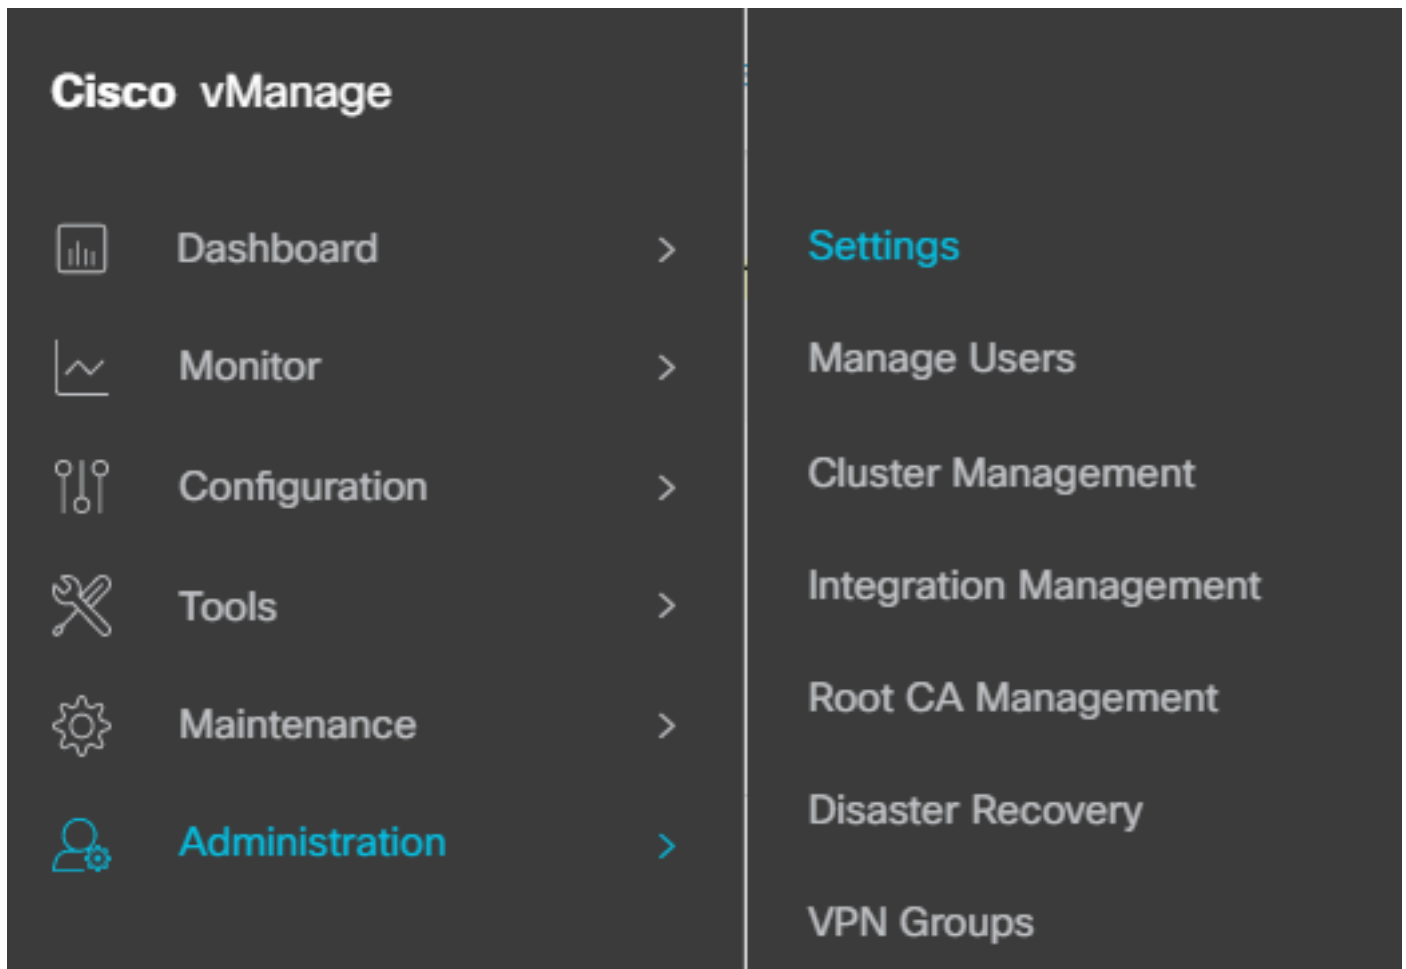 Cisco vManage
Dashboard
Monitor
Configuration
Tools
Maintenance
Administration
Settings
Manage Users
Cluster Management
Integration Management
Root CA Management
Disaster Recovery
VPN Groups